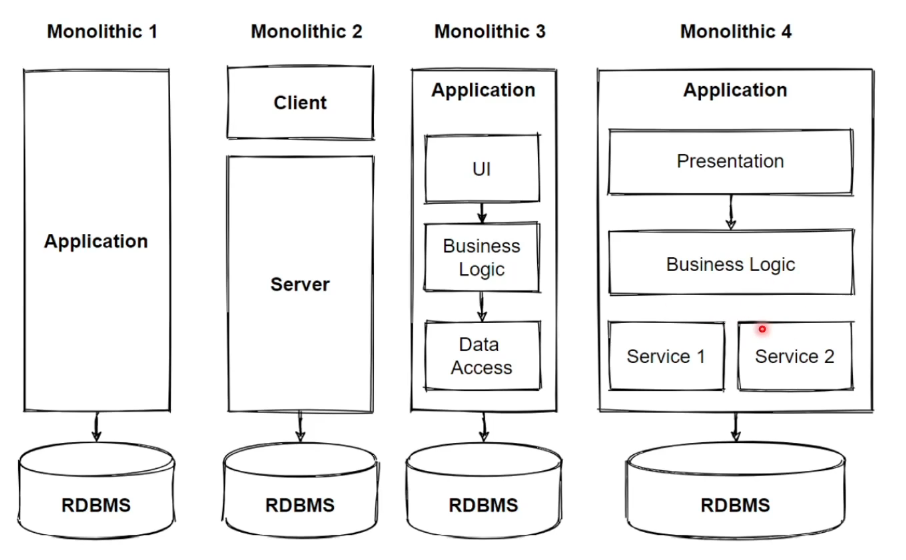 Monolithic 1
Monolithic 2
Monolithic 3
Monolithic 4
Application
RDBMS
Client
Server
RDBMS
Application
UI
Business
Logic
Data
Access
RDBMS
Application
Presentation
Business Logic
Service 1
Service 2
RDBMS